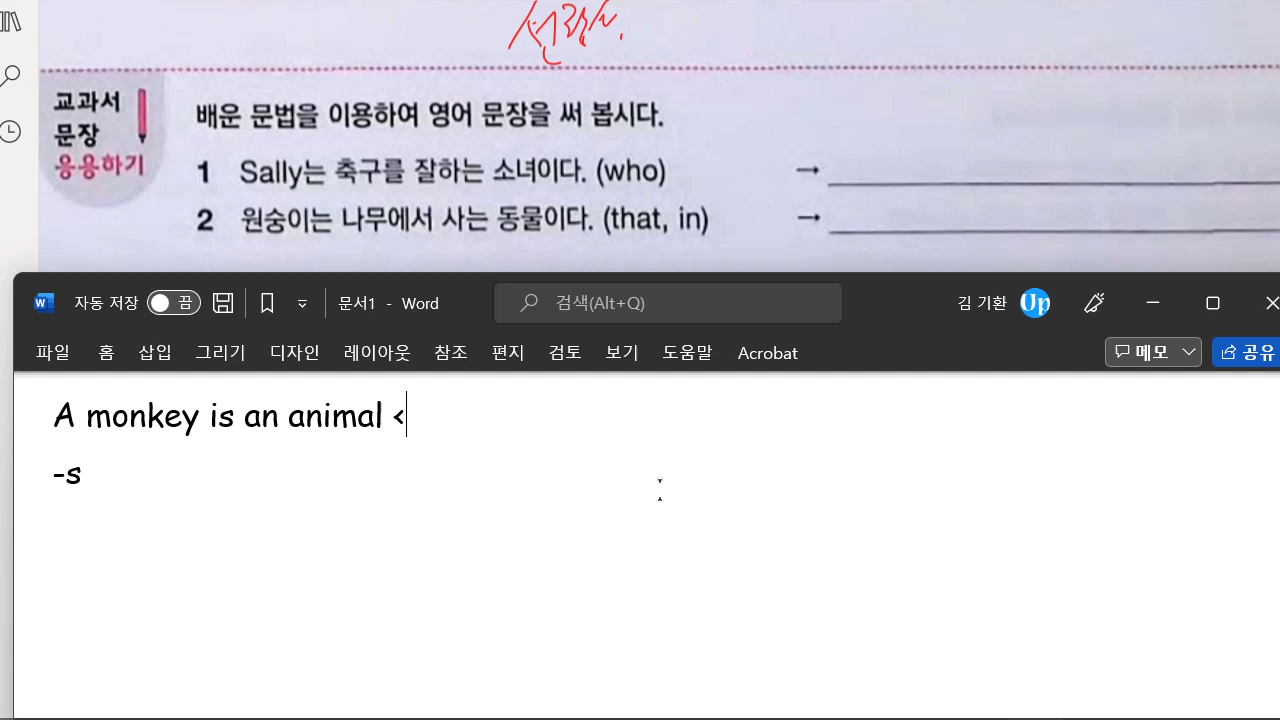 선행사.
교과서
문장
응용하기
배운 문법을 이용하여 영어 문장을 써 봅시다.
1 Sally는 축구를 잘하는 소녀이다. (who) →
2 원숭이는 나무에서 사는 동물이다. (that, in) →
자동 저장 끔 문서1 - Word 검색(Alt+Q) 김 기환 Up
파일 홈 삽입 그리기 디자인 레이아웃 참조 편지 검토 보기 도움말 Acrobat 메모 공유
A monkey is an animal <
-s